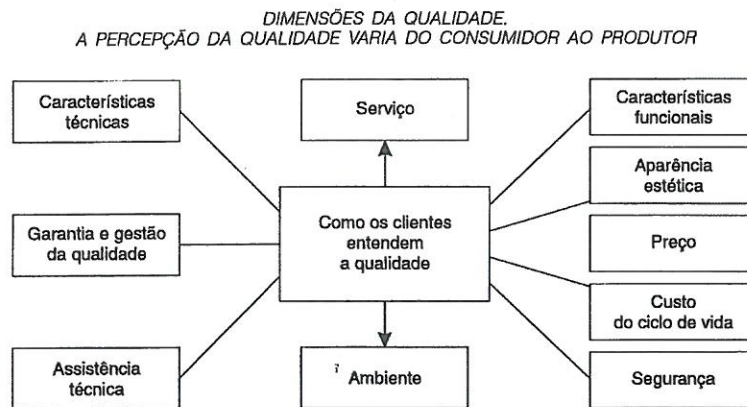 DIMENSÕES DA QUALIDADE.
A PERCEPÇÃO DA QUALIDADE VARIA DO CONSUMIDOR AO PRODUTOR
Características
técnicas
Serviço
Características
funcionais
Aparência
estética
Garantia e gestão
da qualidade
Como os clientes
entendem
a qualidade
Preço
Custo
do ciclo de vida
Assistência
técnica
Ambiente
Segurança